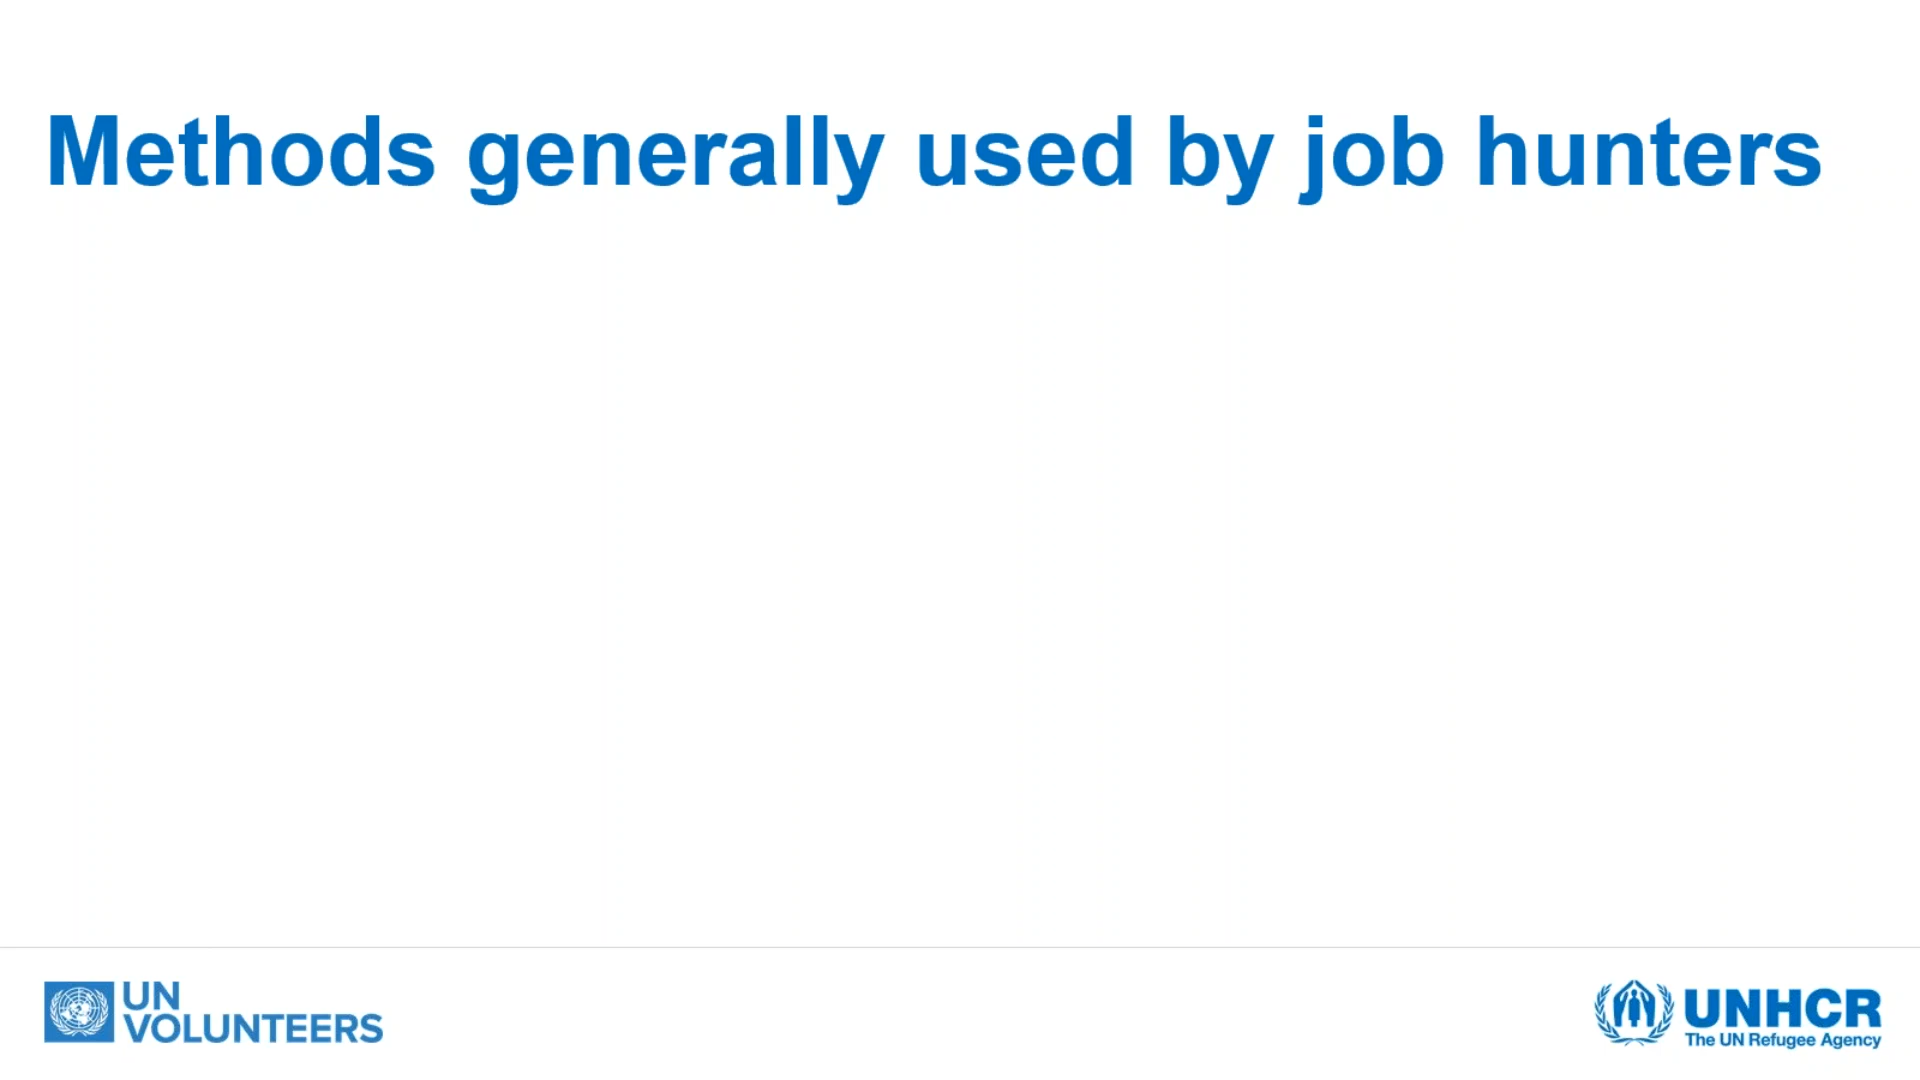 Methods generally used by job hunters
UN
VOLUNTEERS
UNHCR
The UN Refugee Agency